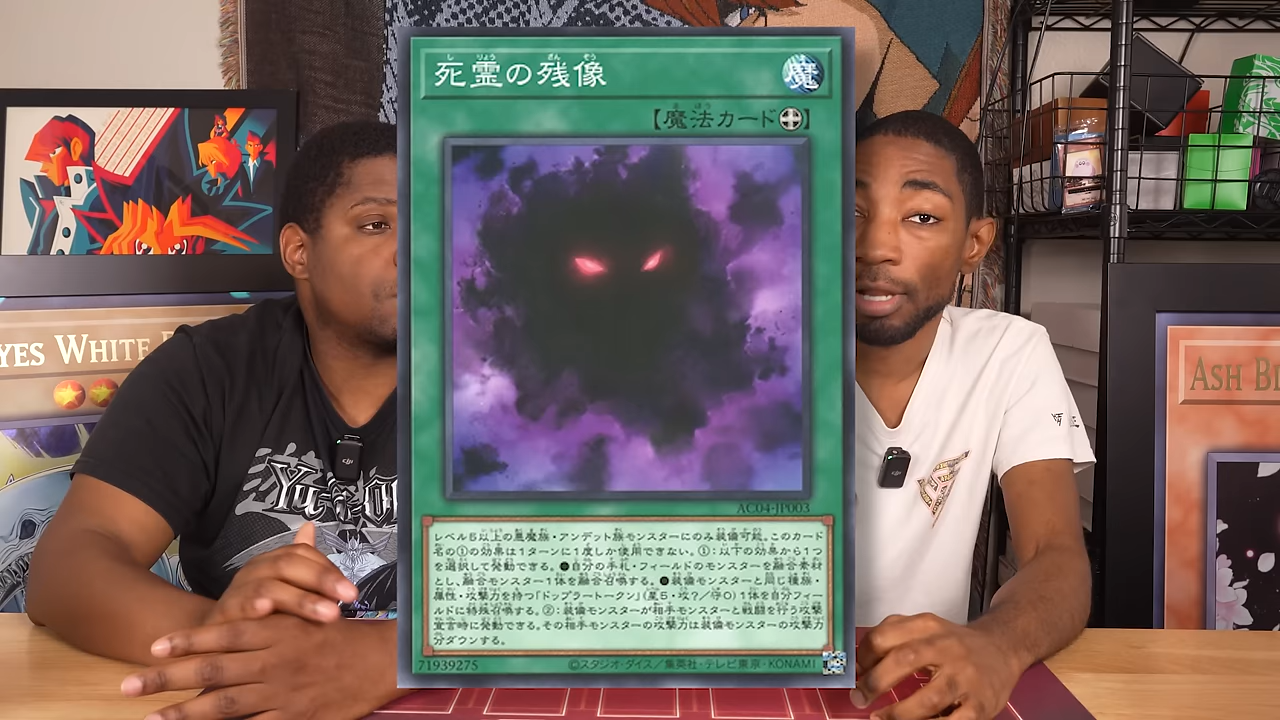 死霊の残像
【魔法カード】
AC04-JP003
レベル5以上の悪魔族・アンデット族モンスターにのみ装備可能。このカード
名の①の効果は1ターンに1度しか使用できない。①:以下の効果から1つ
を選択して発動できる。●自分の手札・フィールドのモンスターを融合素材
とし、融合モンスター1体を融合召喚する。●装備モンスターと同じ種族・
属性・攻撃力を持つ「ドップラートークン」(星5・攻?/守0)1体を自分フィー
ルドに特殊召喚する。②:装備モンスターが相手モンスターと戦闘を行う攻撃
宣言時に発動できる。その相手モンスターの攻撃力は装備モンスターの攻撃力
分ダウンする。
71939275
©スタジオ・ダイス/集英社・テレビ東京・KONAMI
YES WHITE
ASH
dji
dji